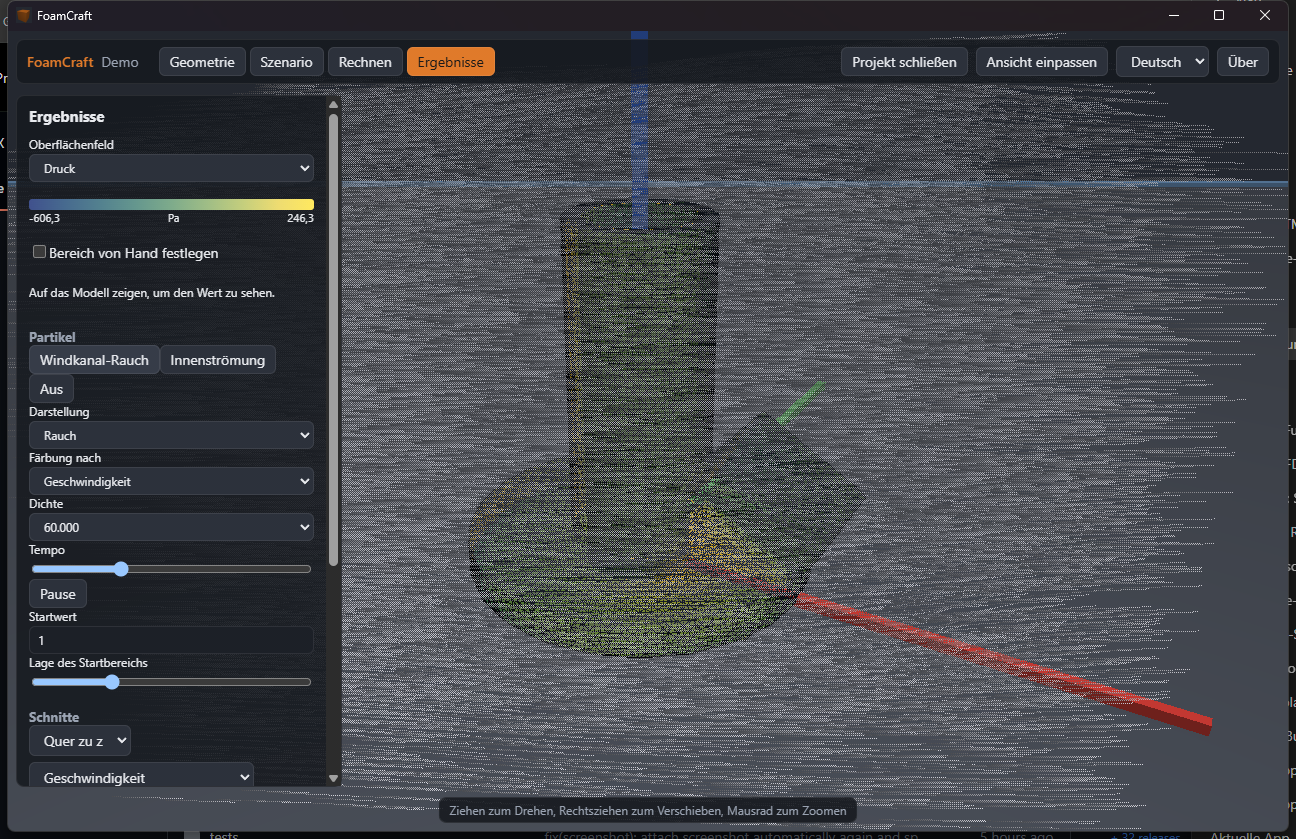 FoamCraft
FoamCraft Demo Geometrie Szenario Rechnen Ergebnisse Projekt schließen Ansicht einpassen Deutsch Über
Ergebnisse
Oberflächenfeld
Druck
-606,3 Pa 246,3
Bereich von Hand festlegen
Auf das Modell zeigen, um den Wert zu sehen.
Partikel
Windkanal-Rauch Innenströmung
Aus
Darstellung
Rauch
Färbung nach
Geschwindigkeit
Dichte
60.000
Tempo
Pause
Startwert
1
Lage des Startbereichs
Schnitte
Quer zu z
Geschwindigkeit
Ziehen zum Drehen, Rechtsziehen zum Verschieben, Mausrad zum Zoomen
tests fix(screenshot): attach screenshot automatically again and sp 5 hours ago